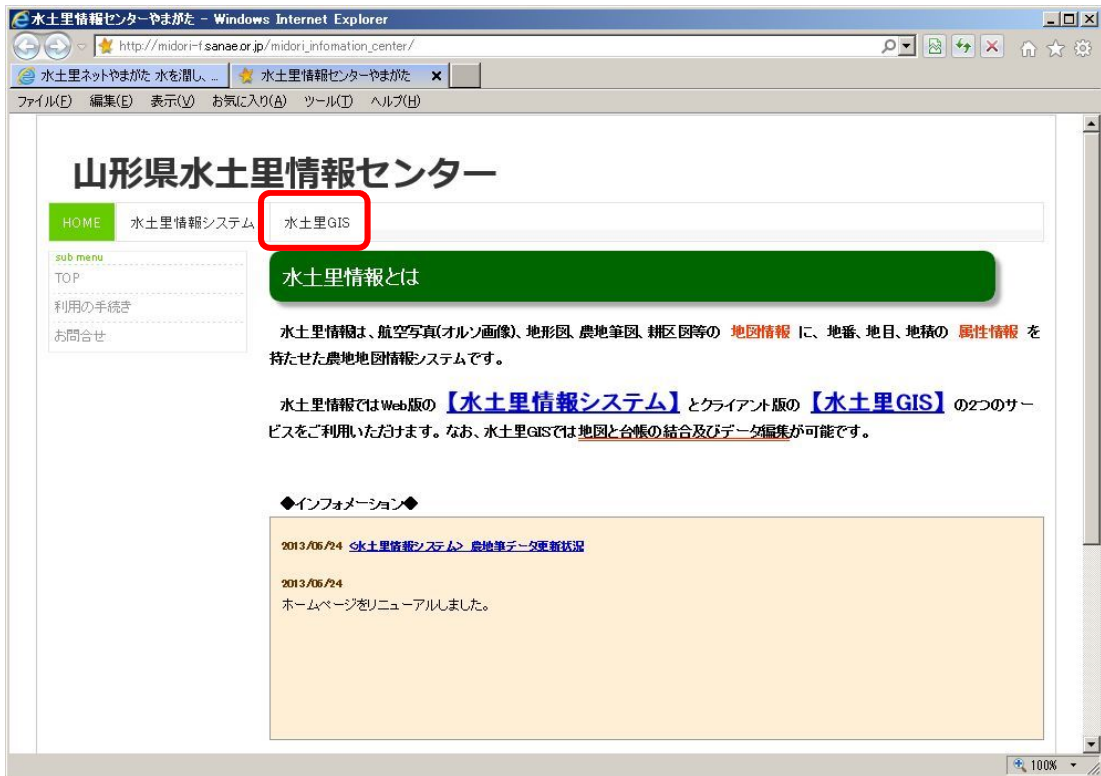 水土里情報センターやまがた - Windows Internet Explorer
http://midori-f.sanae.or.jp/midori_infomation_center/
水土里ネットやまがた 水を潤し、...
水土里情報センターやまがた
ファイル(F) 編集(E) 表示(V) お気に入り(A) ツール(T) ヘルプ(H)
山形県水土里情報センター
HOME 水土里情報システム 水土里GIS
sub menu
TOP
利用の手続き
お問合せ
水土里情報とは
水土里情報は、航空写真(オルソ画像)、地形図、農地筆図、耕区図等の 地図情報 に、地番、地目、地積の 属性情報 を
持たせた農地地図情報システムです。
水土里情報ではWeb版の 【水土里情報システム】 とクライアント版の 【水土里GIS】 の2つのサー
ビスをご利用いただけます。なお、水土里GISでは地図と台帳の結合及びデータ編集が可能です。
◆インフォメーション◆
2013/06/24 <水土里情報システム> 農地筆データ更新状況
2013/06/24
ホームページをリニューアルしました。
100%